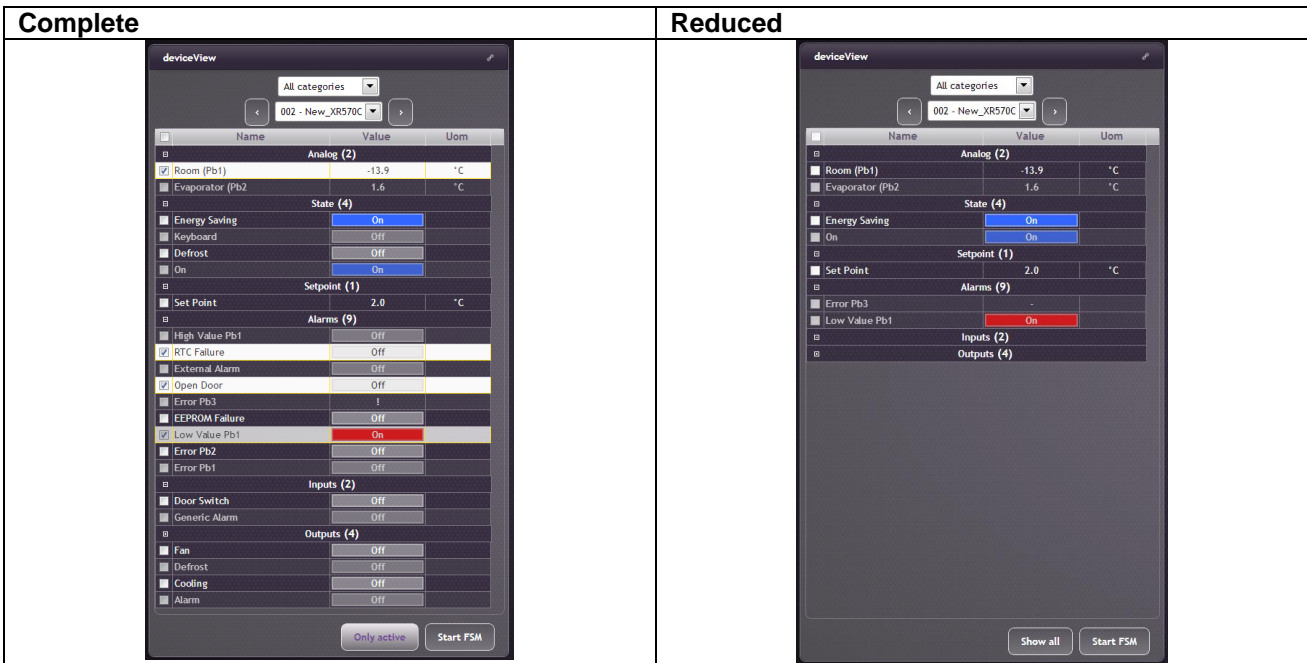 Complete
Reduced
deviceView
All categories
‹ 002 - New_XR570C ›
Name Value Uom
Analog (2)
Room (Pb1) -13.9 °C
Evaporator (Pb2 1.6 °C
State (4)
Energy Saving On
Keyboard Off
Defrost Off
On On
Setpoint (1)
Set Point 2.0 °C
Alarms (9)
High Value Pb1 Off
RTC Failure Off
External Alarm Off
Open Door Off
Error Pb3 !
EEPROM Failure Off
Low Value Pb1 On
Error Pb2 Off
Error Pb1 Off
Inputs (2)
Door Switch Off
Generic Alarm Off
Outputs (4)
Fan Off
Defrost Off
Cooling Off
Alarm Off
Only active Start FSM
deviceView
All categories
‹ 002 - New_XR570C ›
Name Value Uom
Analog (2)
Room (Pb1) -13.9 °C
Evaporator (Pb2 1.6 °C
State (4)
Energy Saving On
On On
Setpoint (1)
Set Point 2.0 °C
Alarms (9)
Error Pb3 -
Low Value Pb1 On
Inputs (2)
Outputs (4)
Show all Start FSM